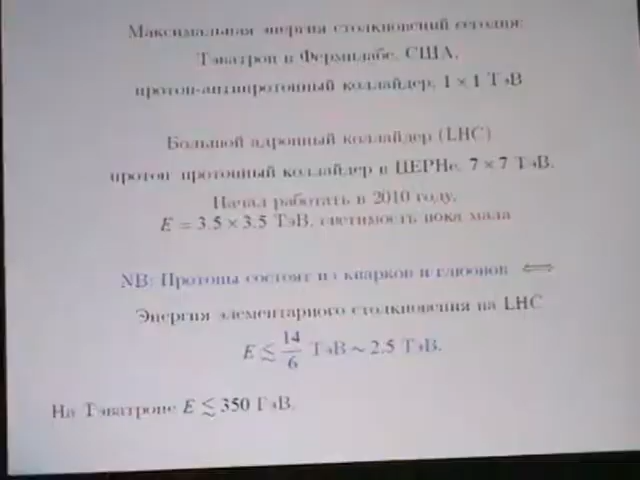 Максимальная энергия столкновений сегодня:
Тэватрон в Фермилабе, США,
протон-антипротонный коллайдер, 1 × 1 ТэВ
Большой адронный коллайдер (LHC)
протон-протонный коллайдер в ЦЕРНе, 7 × 7 ТэВ.
Начал работать в 2010 году,
E = 3.5 × 3.5 ТэВ, светимость пока мала
NB: Протоны состоят из кварков и глюонов ⟺
Энергия элементарного столкновения на LHC
E ≲ 14/6 ТэВ ~ 2.5 ТэВ.
На Тэватроне E ≲ 350 ГэВ.